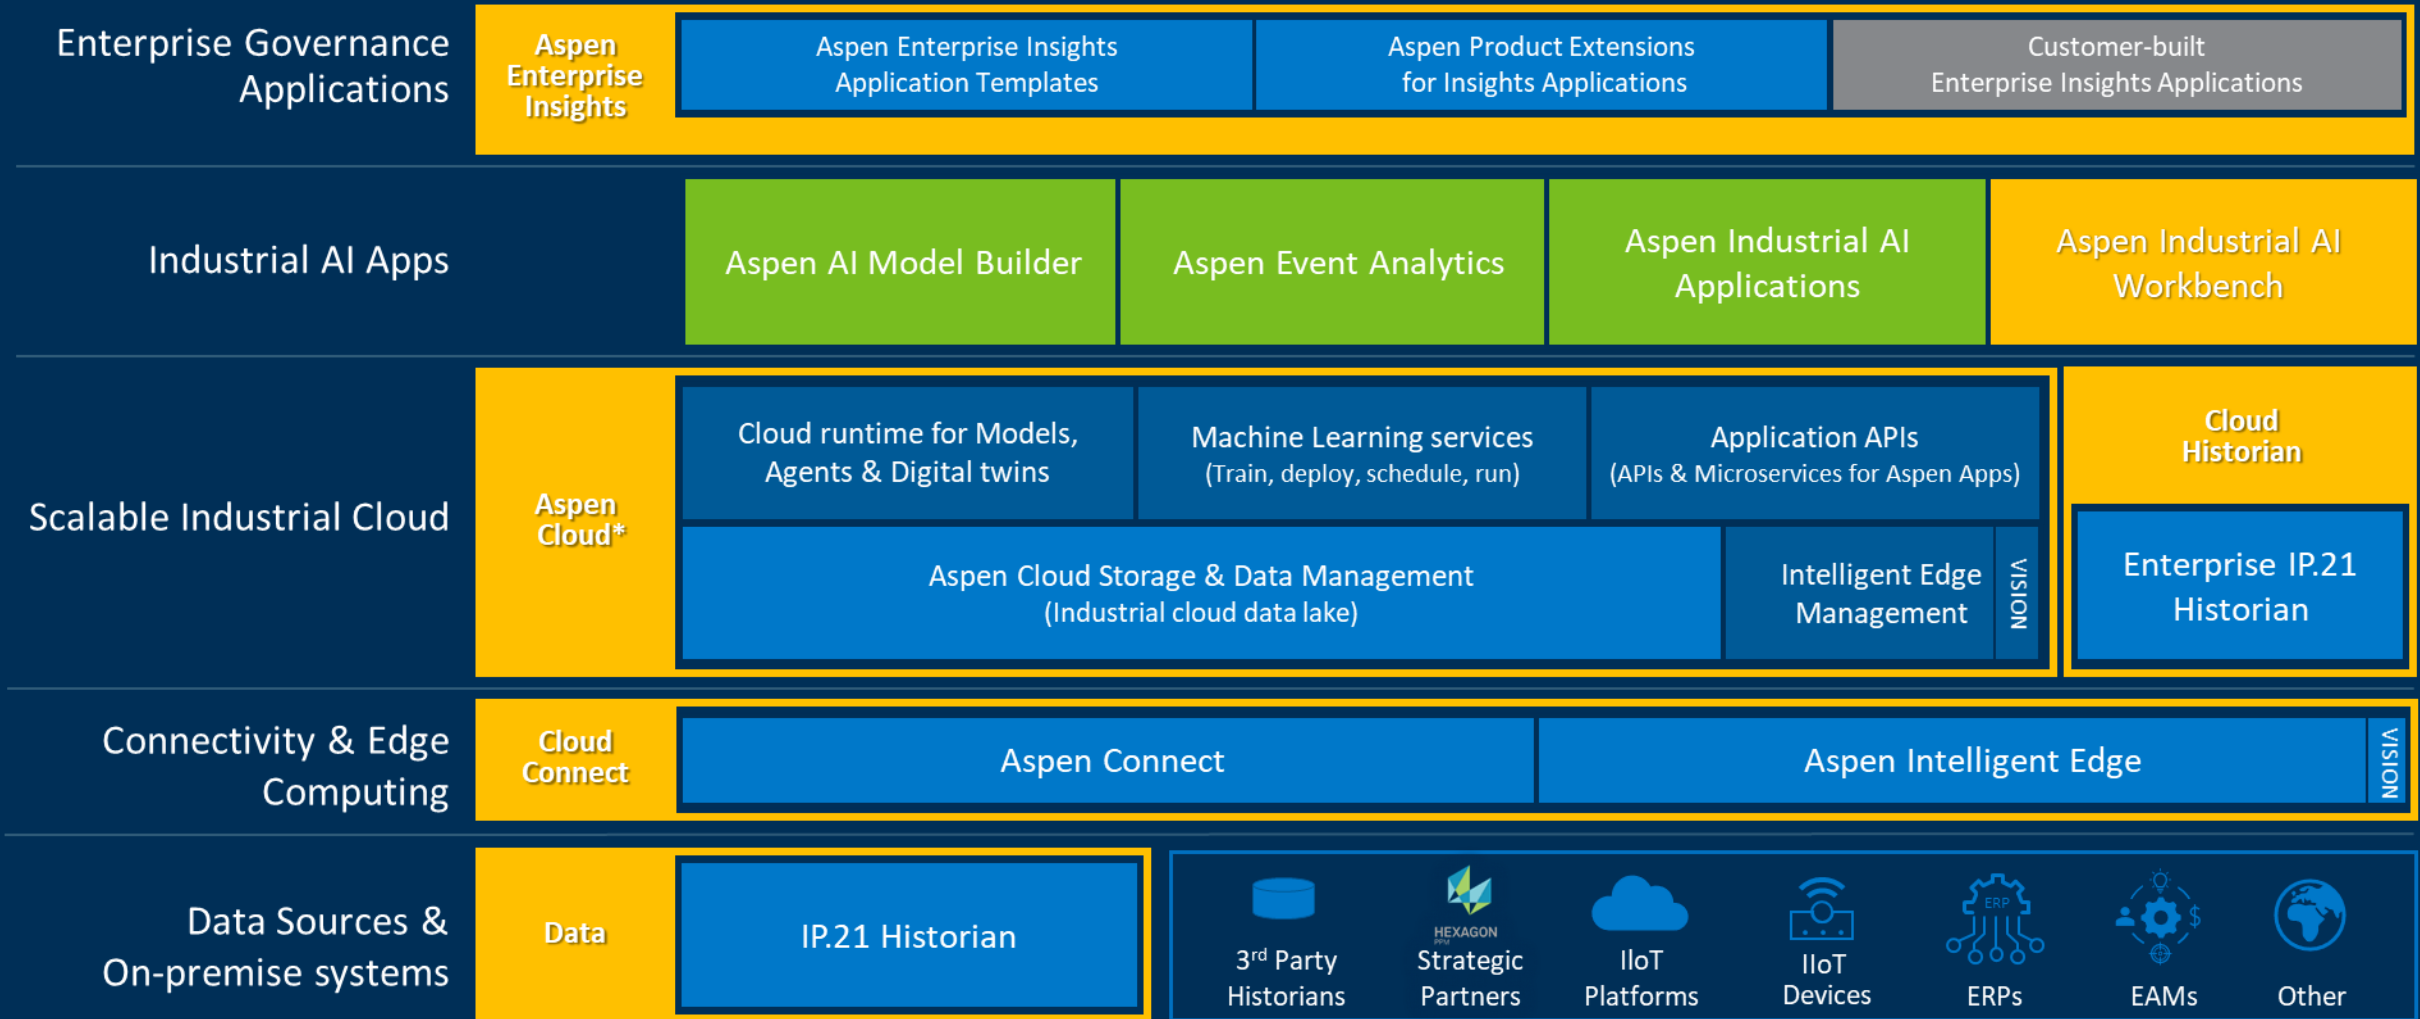 Enterprise Governance
Applications
Aspen
Enterprise
Insights
Aspen Enterprise Insights
Application Templates
Aspen Product Extensions
for Insights Applications
Customer-built
Enterprise Insights Applications
Industrial AI Apps
Aspen AI Model Builder
Aspen Event Analytics
Aspen Industrial AI
Applications
Aspen Industrial AI
Workbench
Scalable Industrial Cloud
Aspen
Cloud*
Cloud runtime for Models,
Agents & Digital twins
Machine Learning services
(Train, deploy, schedule, run)
Application APIs
(APIs & Microservices for Aspen Apps)
Aspen Cloud Storage & Data Management
(Industrial cloud data lake)
Intelligent Edge
Management
VISION
Cloud
Historian
Enterprise IP.21
Historian
Connectivity & Edge
Computing
Cloud
Connect
Aspen Connect
Aspen Intelligent Edge
VISION
Data Sources &
On-premise systems
Data
IP.21 Historian
3rd Party
Historians
HEXAGON
PPM
Strategic
Partners
IIoT
Platforms
IIoT
Devices
ERP
ERPs
$
EAMs
Other